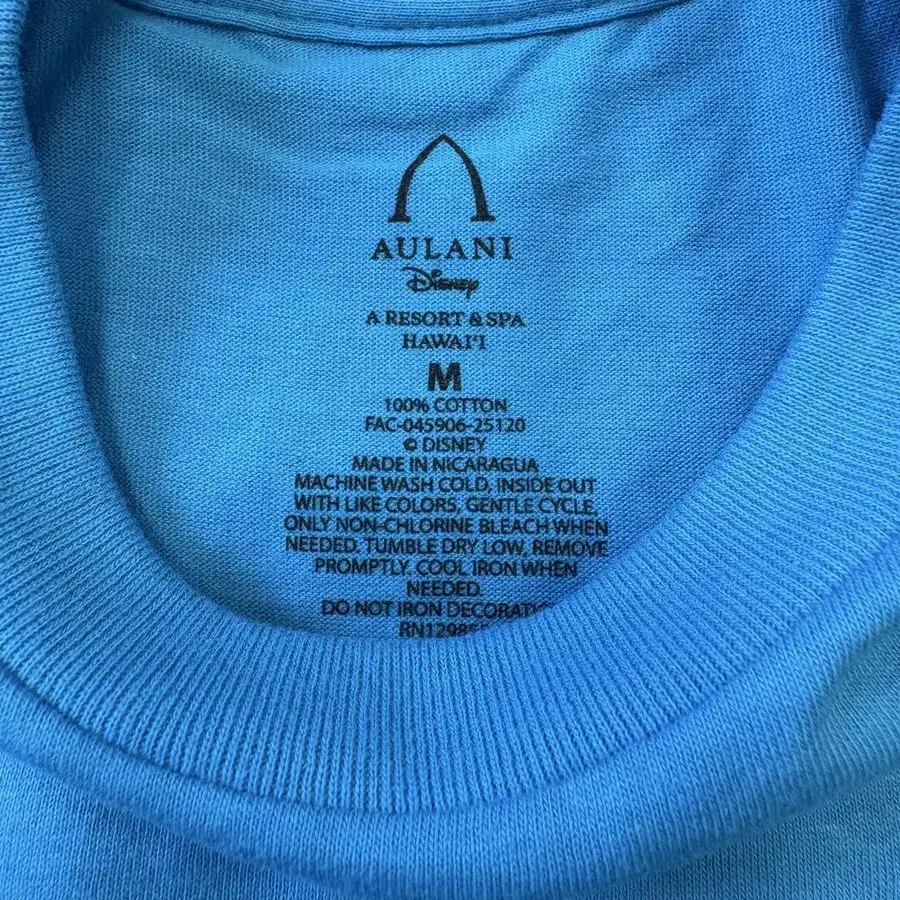 AULANI
Disney
A RESORT & SPA
HAWAI'I
M
100% COTTON
FAC-045906-25120
© DISNEY
MADE IN NICARAGUA
MACHINE WASH COLD, INSIDE OUT
WITH LIKE COLORS, GENTLE CYCLE,
ONLY NON-CHLORINE BLEACH WHEN
NEEDED. TUMBLE DRY LOW, REMOVE
PROMPTLY. COOL IRON WHEN
NEEDED.
DO NOT IRON